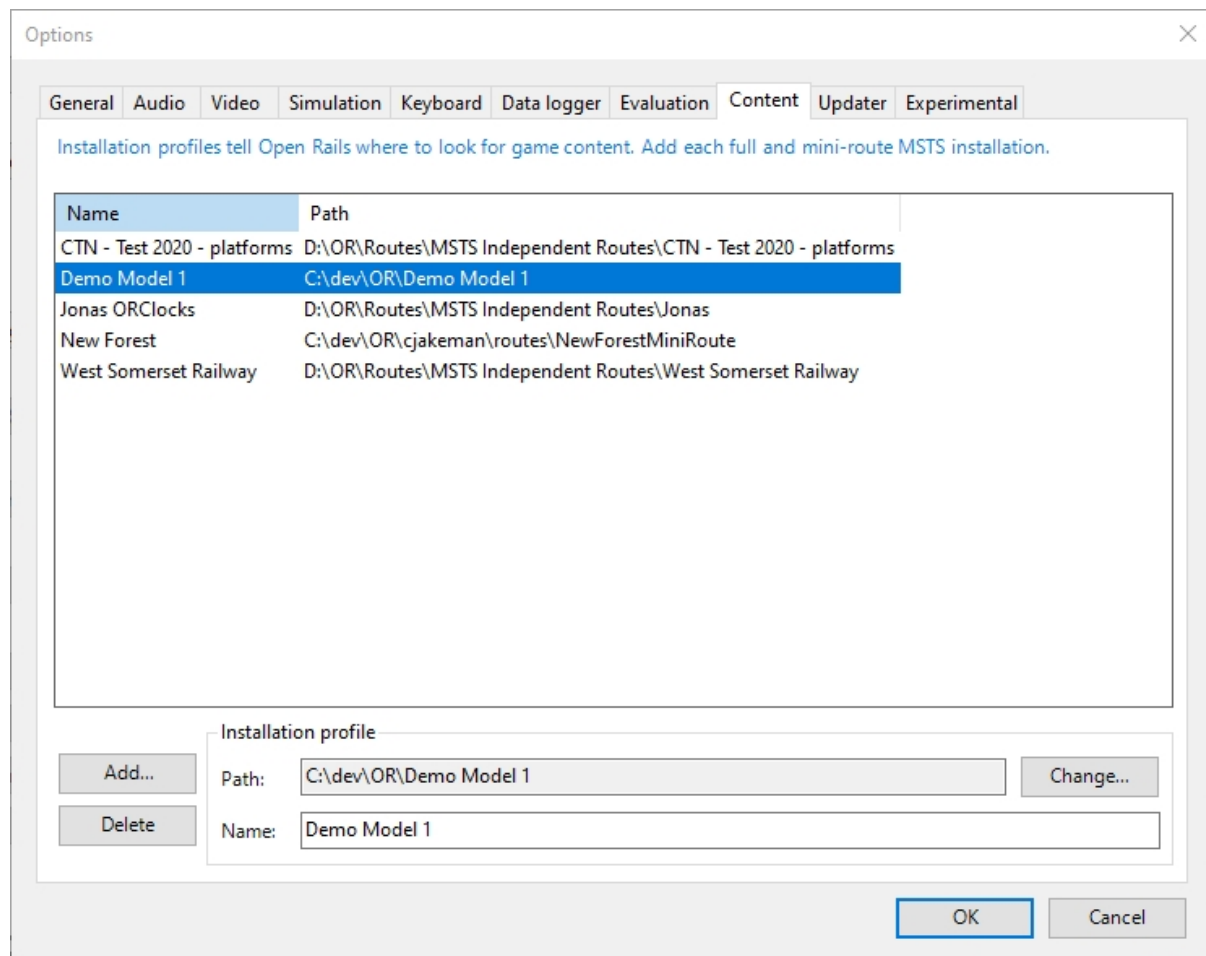 Options
General Audio Video Simulation Keyboard Data logger Evaluation Content Updater Experimental
Installation profiles tell Open Rails where to look for game content. Add each full and mini-route MSTS installation.
Name Path
CTN - Test 2020 - platforms D:\OR\Routes\MSTS Independent Routes\CTN - Test 2020 - platforms
Demo Model 1 C:\dev\OR\Demo Model 1
Jonas ORClocks D:\OR\Routes\MSTS Independent Routes\Jonas
New Forest C:\dev\OR\cjakeman\routes\NewForestMiniRoute
West Somerset Railway D:\OR\Routes\MSTS Independent Routes\West Somerset Railway
Installation profile
Add... Path: C:\dev\OR\Demo Model 1 Change...
Delete Name: Demo Model 1
OK Cancel